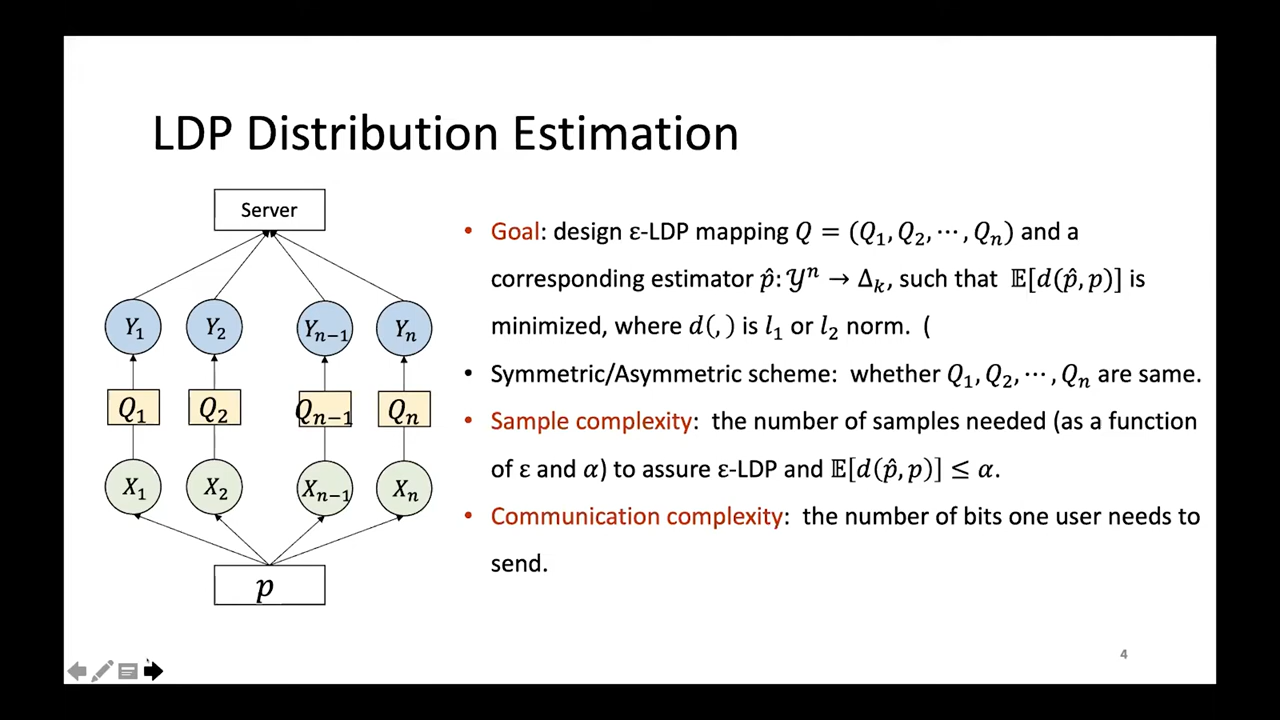 LDP Distribution Estimation
Server
Y₁ Y₂ Yₙ₋₁ Yₙ
Q₁ Q₂ Qₙ₋₁ Qₙ
X₁ X₂ Xₙ₋₁ Xₙ
p
• Goal: design ε-LDP mapping Q = (Q₁, Q₂, ⋯, Qₙ) and a
corresponding estimator p̂: 𝒴ⁿ → Δₖ, such that 𝔼[d(p̂, p)] is
minimized, where d(,) is l₁ or l₂ norm. (
• Symmetric/Asymmetric scheme: whether Q₁, Q₂, ⋯, Qₙ are same.
• Sample complexity: the number of samples needed (as a function
of ε and α) to assure ε-LDP and 𝔼[d(p̂, p)] ≤ α.
• Communication complexity: the number of bits one user needs to
send.
4